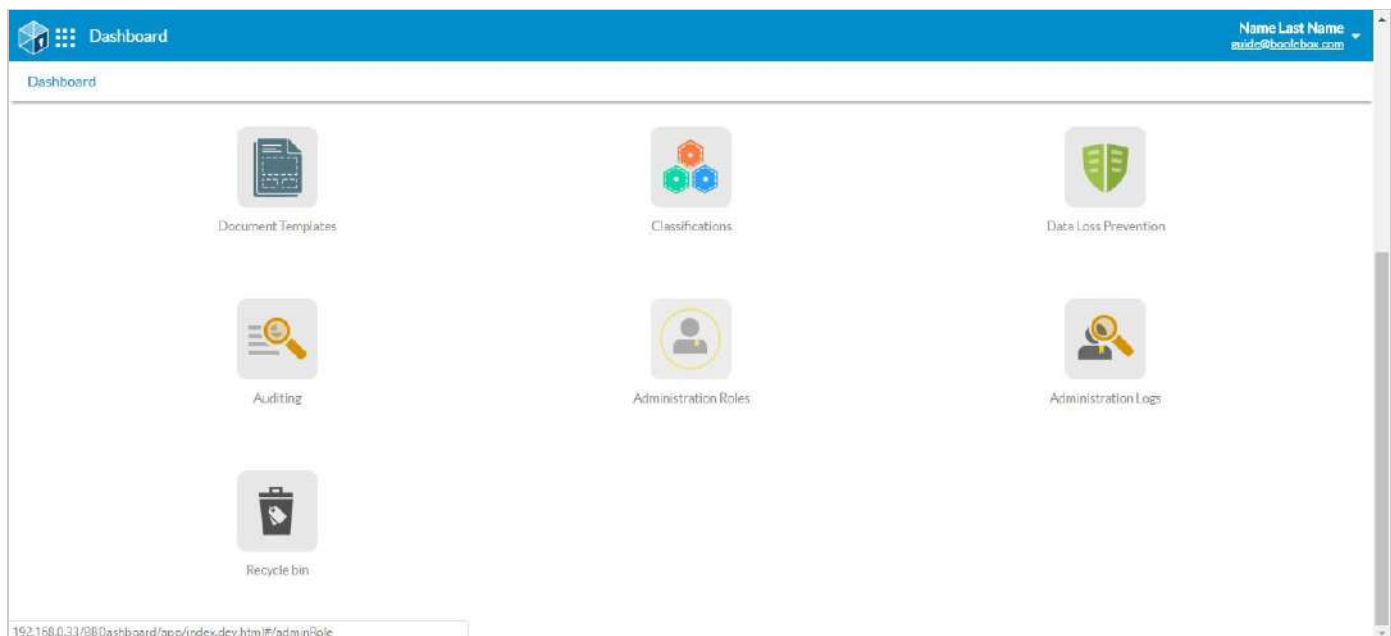 Dashboard
Name Last Name
guide@boolebox.com
Dashboard
Document Templates
Classifications
Data Loss Prevention
Auditing
Administration Roles
Administration Logs
Recycle bin
192.168.0.33/BBDashboard/app/index.dev.html#/adminRole